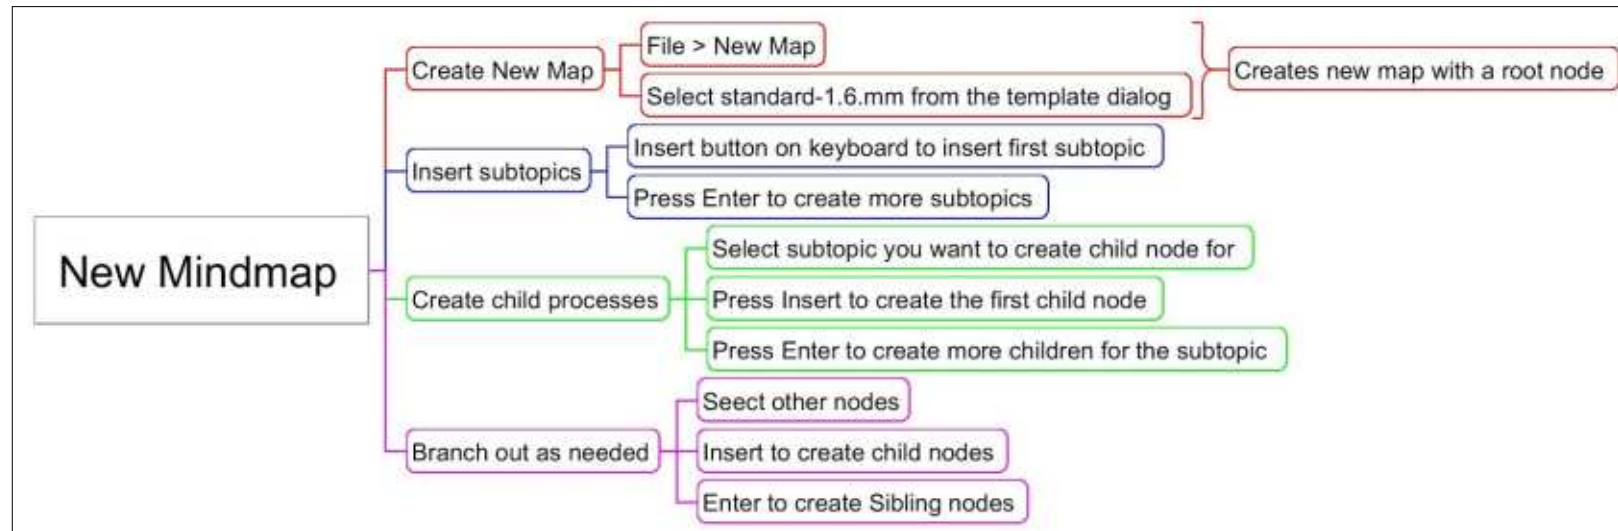 New Mindmap
Create New Map
File > New Map
Select standard-1.6.mm from the template dialog
Creates new map with a root node
Insert subtopics
Insert button on keyboard to insert first subtopic
Press Enter to create more subtopics
Create child processes
Select subtopic you want to create child node for
Press Insert to create the first child node
Press Enter to create more children for the subtopic
Branch out as needed
Seect other nodes
Insert to create child nodes
Enter to create Sibling nodes